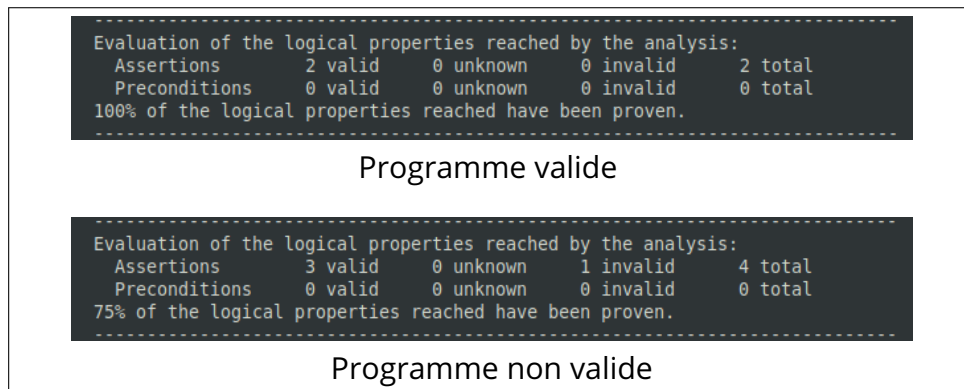 --------------------------------------------------------------------------------
Evaluation of the logical properties reached by the analysis:
Assertions 2 valid 0 unknown 0 invalid 2 total
Preconditions 0 valid 0 unknown 0 invalid 0 total
100% of the logical properties reached have been proven.
--------------------------------------------------------------------------------
Programme valide
--------------------------------------------------------------------------------
Evaluation of the logical properties reached by the analysis:
Assertions 3 valid 0 unknown 1 invalid 4 total
Preconditions 0 valid 0 unknown 0 invalid 0 total
75% of the logical properties reached have been proven.
--------------------------------------------------------------------------------
Programme non valide